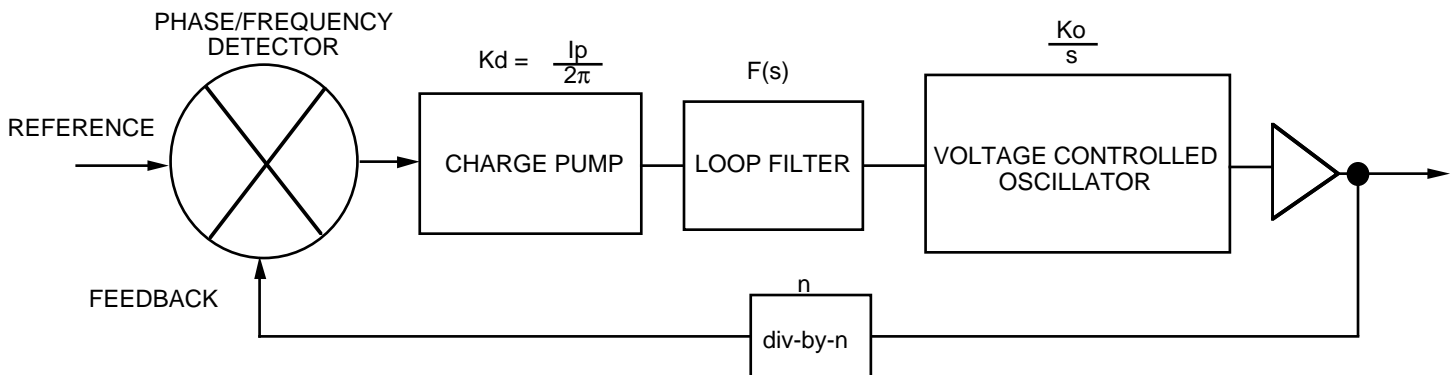 PHASE/FREQUENCY
DETECTOR
Kd = Ip
2π
F(s)
Ko
s
REFERENCE
CHARGE PUMP
LOOP FILTER
VOLTAGE CONTROLLED
OSCILLATOR
FEEDBACK
n
div-by-n